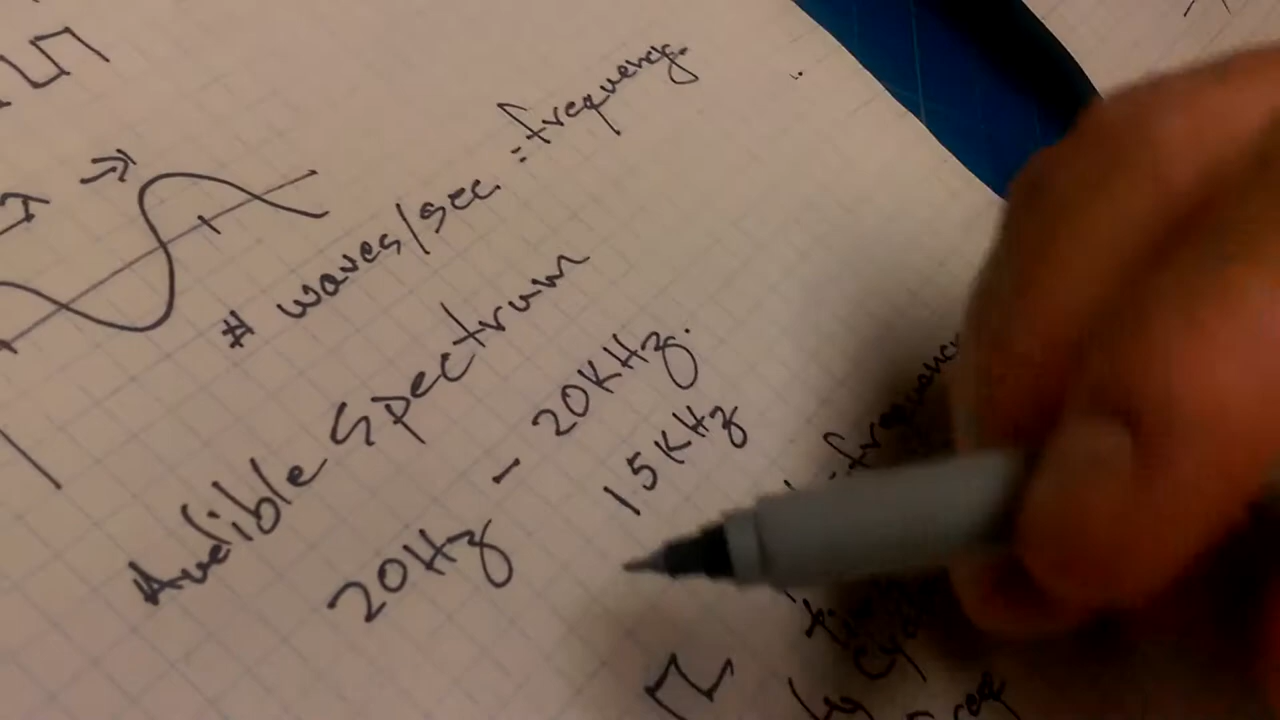 # waves/sec = frequency.
Audible Spectrum
20Hz - 20KHz.
15KHz
= frequency